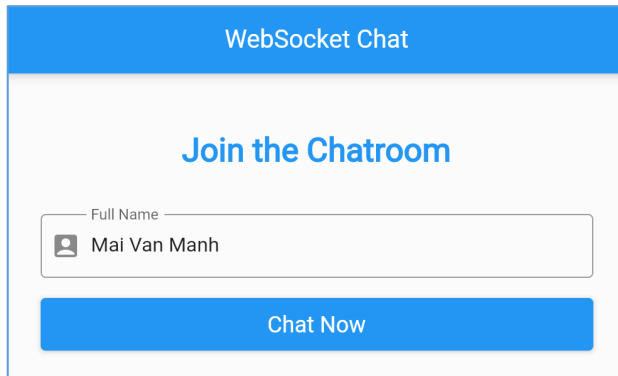 WebSocket Chat
Join the Chatroom
Full Name
Mai Van Manh
Chat Now